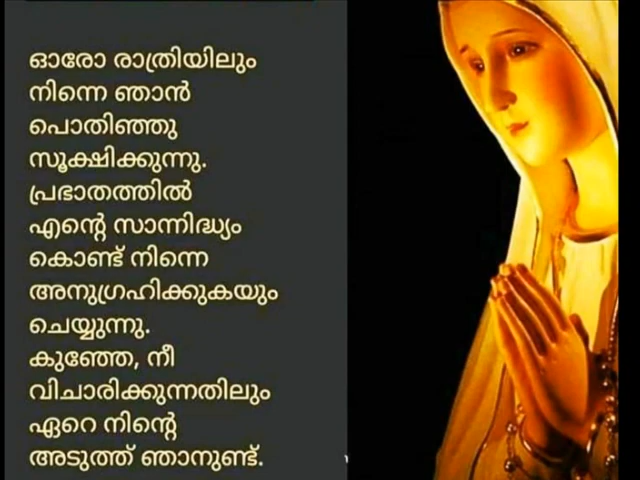 ഓരോ രാത്രിയിലും
നിന്നെ ഞാൻ
പൊതിഞ്ഞു
സൂക്ഷിക്കുന്നു.
പ്രഭാതത്തിൽ
എന്റെ സാന്നിദ്ധ്യം
കൊണ്ട് നിന്നെ
അനുഗ്രഹിക്കുകയും
ചെയ്യുന്നു.
കുഞ്ഞേ, നീ
വിചാരിക്കുന്നതിലും
ഏറെ നിന്റെ
അടുത്ത് ഞാനുണ്ട്.